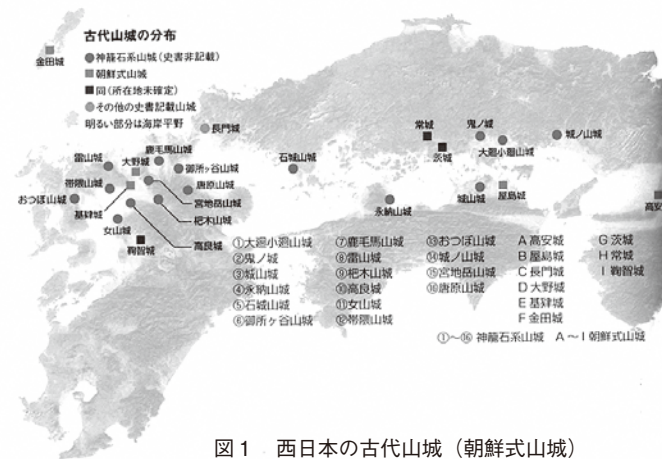 古代山城の分布
●神籠石系山城(史書非記載)
■朝鮮式山城
■同(所在地未確定)
●その他の史書記載山城
明るい部分は海岸平野
金田城
長門城
鹿毛馬山城
大野城
雷山城
御所ヶ谷山城
帯隈山城
唐原山城
おつぼ山城
宮地岳山城
基肄城
杷木山城
女山城
高良城
鞠智城
石城山城
常城
茨城
鬼ノ城
大廻小廻山城
城ノ山城
永納山城
城山城
屋島城
高安
①大廻小廻山城
②鬼ノ城
③城山城
④永納山城
⑤石城山城
⑥御所ヶ谷山城
⑦鹿毛馬山城
⑧雷山城
⑨杷木山城
⑩高良城
⑪女山城
⑫帯隈山城
⑬おつぼ山城
⑭城ノ山城
⑮宮地岳山城
⑯唐原山城
A 高安城
B 屋島城
C 長門城
D 大野城
E 基肄城
F 金田城
G 茨城
H 常城
I 鞠智城
①〜⑯ 神籠石系山城 A〜I 朝鮮式山城
図1 西日本の古代山城(朝鮮式山城)